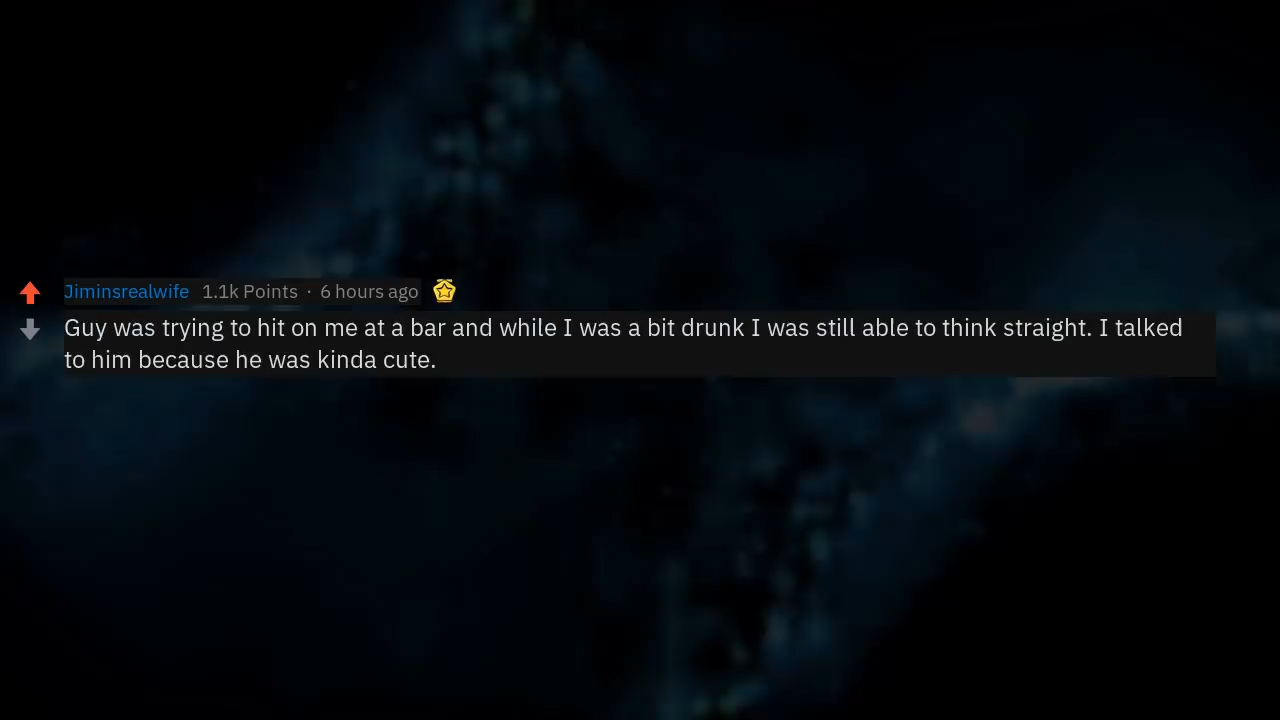 Jiminsrealwife 1.1k Points · 6 hours ago
Guy was trying to hit on me at a bar and while I was a bit drunk I was still able to think straight. I talked
to him because he was kinda cute.